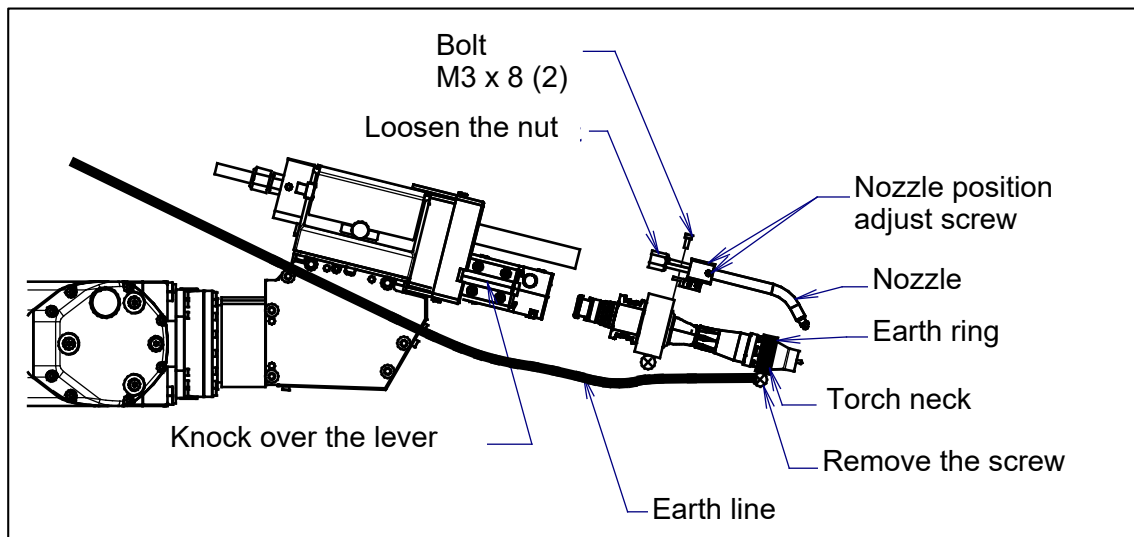 Bolt
M3 x 8 (2)
Loosen the nut
Nozzle position
adjust screw
Nozzle
Earth ring
Torch neck
Knock over the lever
Remove the screw
Earth line